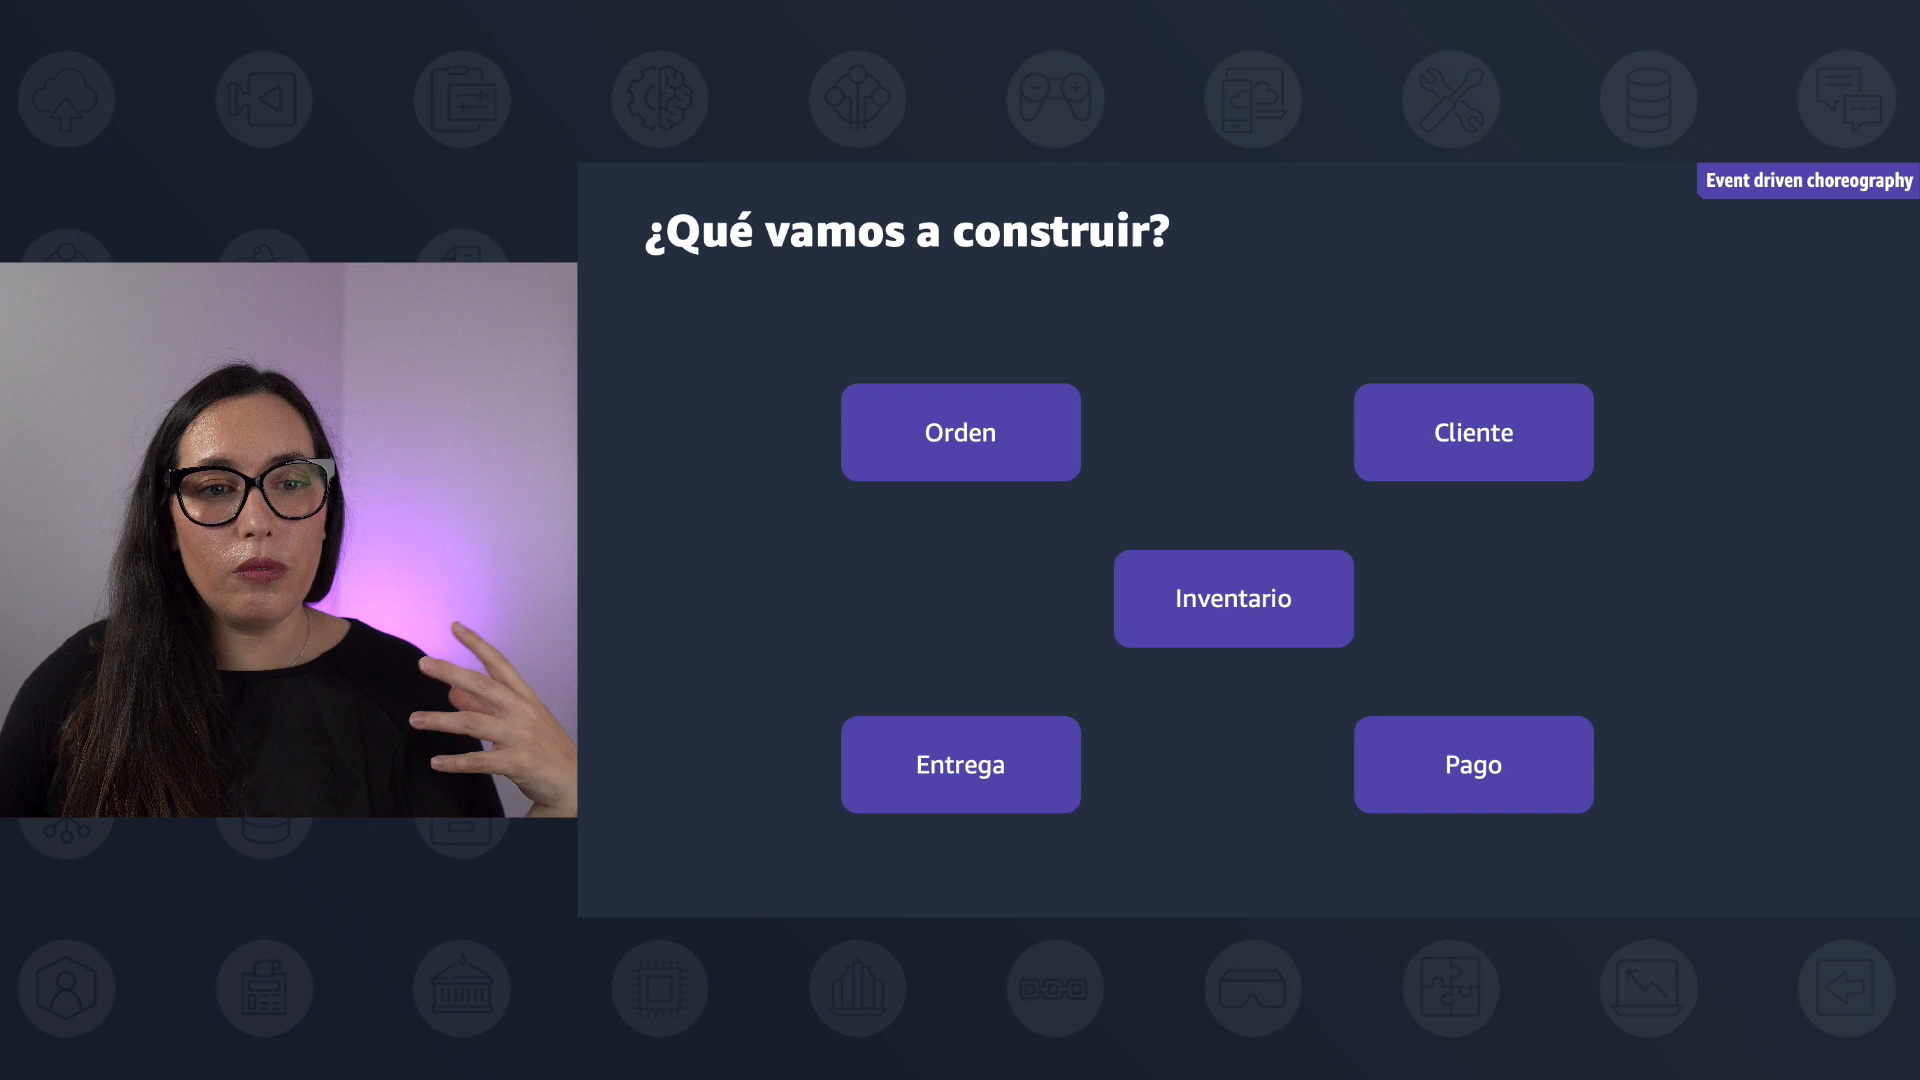 Event driven choreography
¿Qué vamos a construir?
Orden
Cliente
Inventario
Entrega
Pago